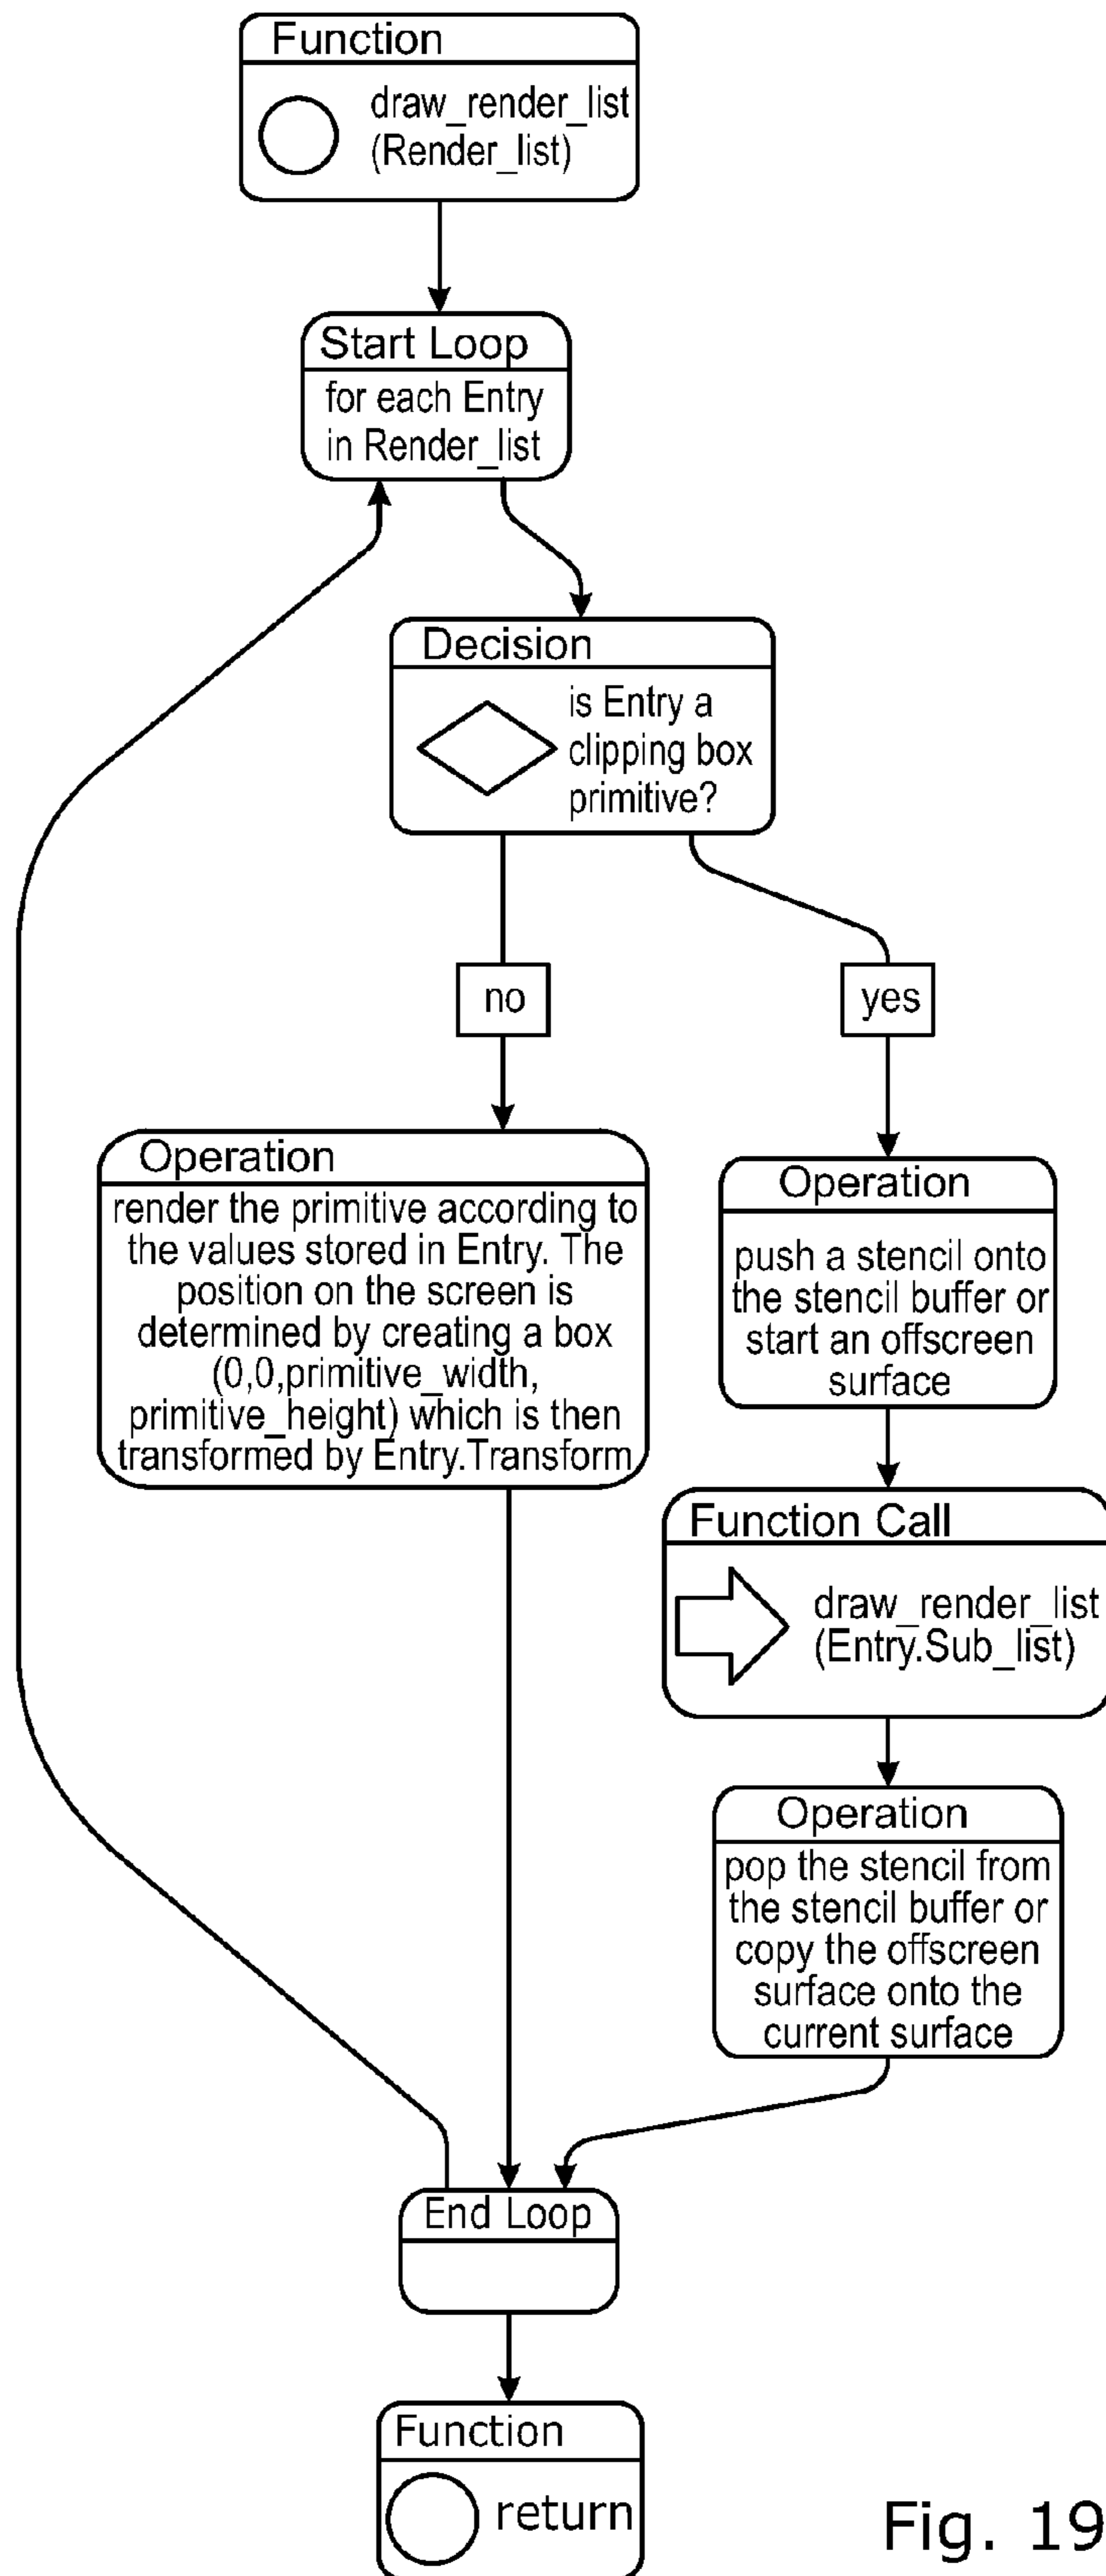 Function
draw_render_list
(Render_list)
Start Loop
for each Entry
in Render_list
Decision
is Entry a
clipping box
primitive?
no
yes
Operation
render the primitive according to
the values stored in Entry. The
position on the screen is
determined by creating a box
(0,0,primitive_width,
primitive_height) which is then
transformed by Entry.Transform
Operation
push a stencil onto
the stencil buffer or
start an offscreen
surface
Function Call
draw_render_list
(Entry.Sub_list)
Operation
pop the stencil from
the stencil buffer or
copy the offscreen
surface onto the
current surface
End Loop
Function
return
Fig. 19